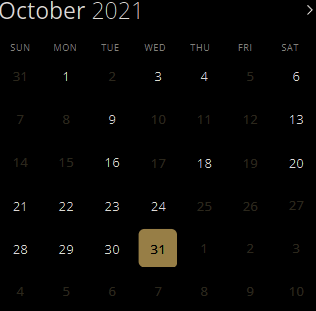 October 2021
SUN MON TUE WED THU FRI SAT
31 1 2 3 4 5 6
7 8 9 10 11 12 13
14 15 16 17 18 19 20
21 22 23 24 25 26 27
28 29 30 31 1 2 3
4 5 6 7 8 9 10